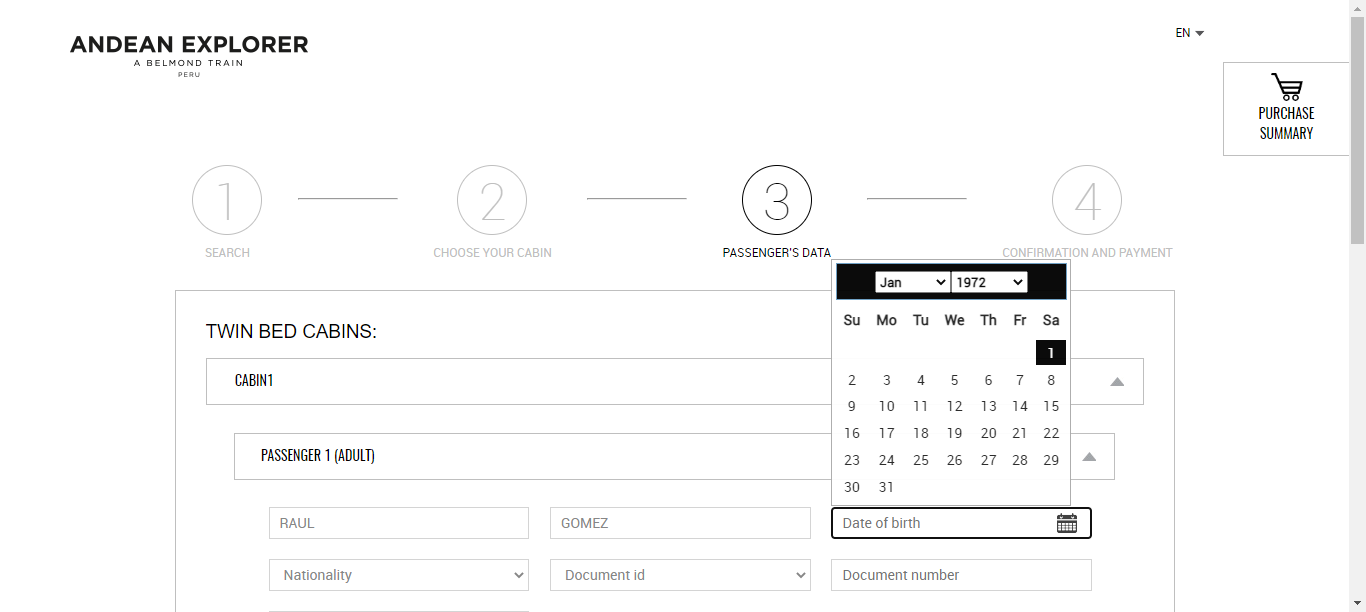 ANDEAN EXPLORER
A BELMOND TRAIN
PERU
EN
PURCHASE
SUMMARY
1
2
3
4
SEARCH
CHOOSE YOUR CABIN
PASSENGER'S DATA
CONFIRMATION AND PAYMENT
Jan 1972
Su Mo Tu We Th Fr Sa
1
2 3 4 5 6 7 8
9 10 11 12 13 14 15
16 17 18 19 20 21 22
23 24 25 26 27 28 29
30 31
TWIN BED CABINS:
CABIN1
PASSENGER 1 (ADULT)
RAUL
GOMEZ
Date of birth
Nationality
Document id
Document number